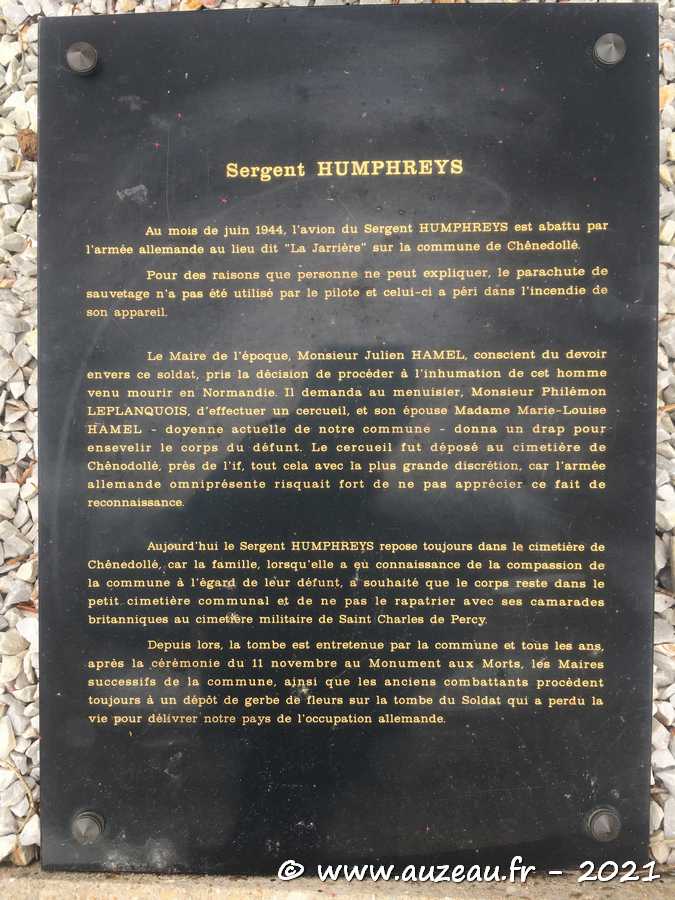 Sergent HUMPHREYS
Au mois de juin 1944, l'avion du Sergent HUMPHREYS est abattu par
l'armée allemande au lieu dit "La Jarrière" sur la commune de Chênedollé.
Pour des raisons que personne ne peut expliquer, le parachute de
sauvetage n'a pas été utilisé par le pilote et celui-ci a péri dans l'incendie de
son appareil.
Le Maire de l'époque, Monsieur Julien HAMEL, conscient du devoir
envers ce soldat, pris la décision de procéder à l'inhumation de cet homme
venu mourir en Normandie. Il demanda au menuisier, Monsieur Philémon
LEPLANQUOIS, d'effectuer un cercueil, et son épouse Madame Marie-Louise
HAMEL - doyenne actuelle de notre commune - donna un drap pour
ensevelir le corps du défunt. Le cercueil fut déposé au cimetière de
Chênodollé, près de l'if, tout cela avec la plus grande discrétion, car l'armée
allemande omniprésente risquait fort de ne pas apprécier ce fait de
reconnaissance.
Aujourd'hui le Sergent HUMPHREYS repose toujours dans le cimetière de
Chênedollé, car la famille, lorsqu'elle a eu connaissance de la compassion de
la commune à l'égard de leur défunt, a souhaité que le corps reste dans le
petit cimetière communal et de ne pas le rapatrier avec ses camarades
britanniques au cimetière militaire de Saint Charles de Percy.
Depuis lors, la tombe est entretenue par la commune et tous les ans,
après la cérémonie du 11 novembre au Monument aux Morts, les Maires
successifs de la commune, ainsi que les anciens combattants procèdent
toujours à un dépôt de gerbe de fleurs sur la tombe du Soldat qui a perdu la
vie pour délivrer notre pays de l'occupation allemande.
© www.auzeau.fr - 2021